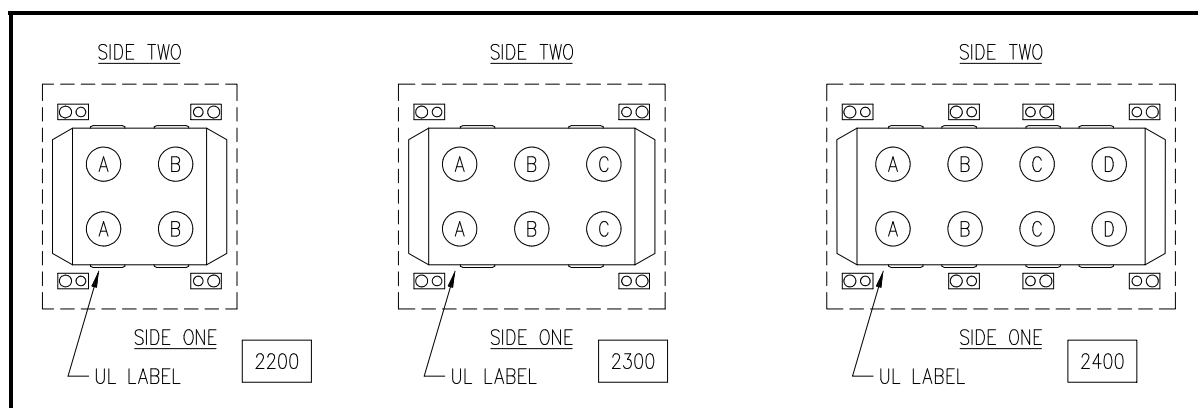 SIDE TWO
A B
A B
SIDE ONE
UL LABEL
2200
SIDE TWO
A B C
A B C
SIDE ONE
UL LABEL
2300
SIDE TWO
A B C D
A B C D
SIDE ONE
UL LABEL
2400